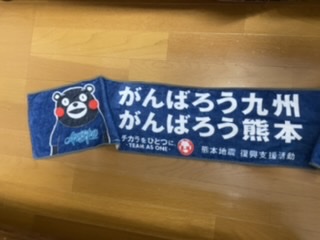 がんばろう九州
がんばろう熊本
チカラをひとつに
-TEAM AS ONE-
熊本地震 復興支援活動